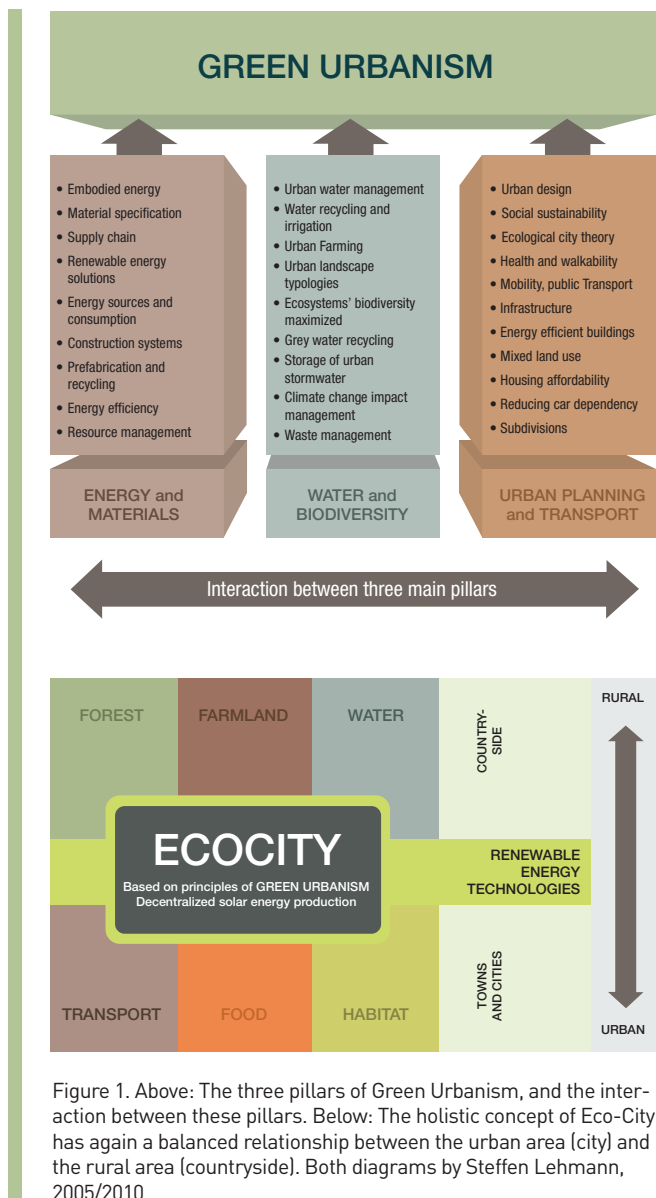 GREEN URBANISM
• Embodied energy
• Material specification
• Supply chain
• Renewable energy
solutions
• Energy sources and
consumption
• Construction systems
• Prefabrication and
recycling
• Energy efficiency
• Resource management
ENERGY and
MATERIALS
• Urban water management
• Water recycling and
irrigation
• Urban Farming
• Urban landscape
typologies
• Ecosystems' biodiversity
maximized
• Grey water recycling
• Storage of urban
stormwater
• Climate change impact
management
• Waste management
WATER and
BIODIVERSITY
• Urban design
• Social sustainability
• Ecological city theory
• Health and walkability
• Mobility, public Transport
• Infrastructure
• Energy efficient buildings
• Mixed land use
• Housing affordability
• Reducing car dependency
• Subdivisions
URBAN PLANNING
and TRANSPORT
Interaction between three main pillars
FOREST
FARMLAND
WATER
COUNTRY-
SIDE
RURAL
ECOCITY
Based on principles of GREEN URBANISM
Decentralized solar energy production
RENEWABLE
ENERGY
TECHNOLOGIES
TRANSPORT
FOOD
HABITAT
TOWNS
AND CITIES
URBAN
Figure 1. Above: The three pillars of Green Urbanism, and the inter-
action between these pillars. Below: The holistic concept of Eco-City
has again a balanced relationship between the urban area (city) and
the rural area (countryside). Both diagrams by Steffen Lehmann,
2005/2010